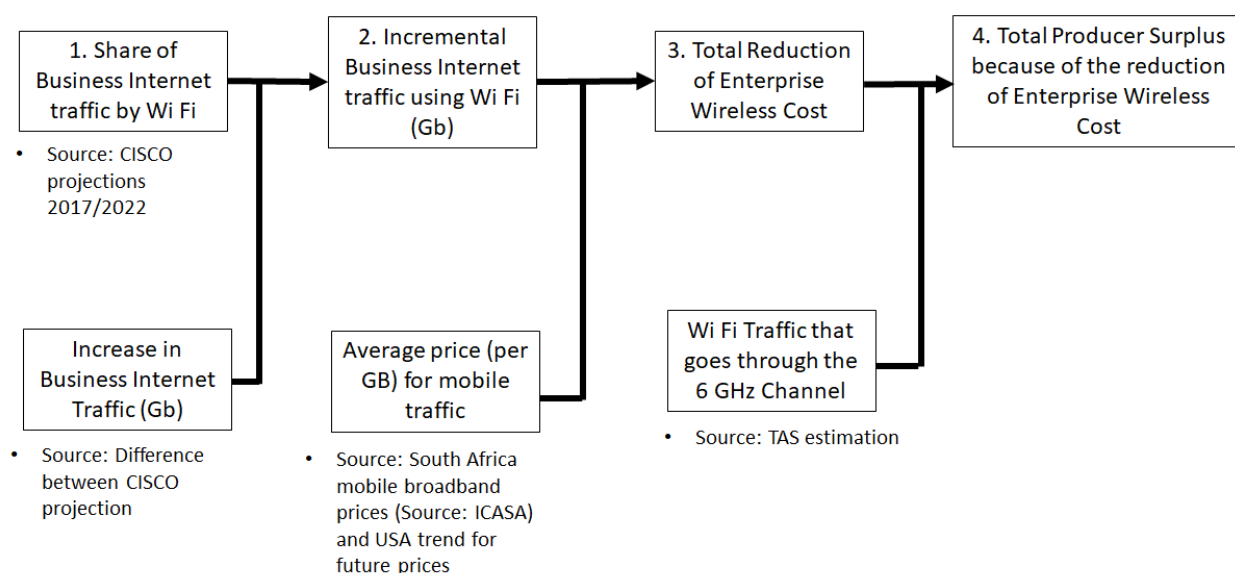 1. Share of
Business Internet
traffic by Wi Fi
• Source: CISCO
projections
2017/2022
2. Incremental
Business Internet
traffic using Wi Fi
(Gb)
3. Total Reduction
of Enterprise
Wireless Cost
4. Total Producer Surplus
because of the reduction
of Enterprise Wireless
Cost
Increase in
Business Internet
Traffic (Gb)
• Source: Difference
between CISCO
projection
Average price (per
GB) for mobile
traffic
• Source: South Africa
mobile broadband
prices (Source: ICASA)
and USA trend for
future prices
Wi Fi Traffic that
goes through the
6 GHz Channel
• Source: TAS estimation